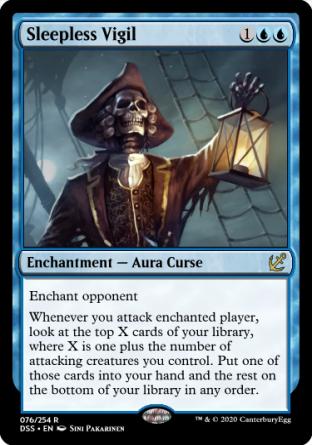 Sleepless Vigil 1
Enchantment — Aura Curse
Enchant opponent
Whenever you attack enchanted player,
look at the top X cards of your library,
where X is one plus the number of
attacking creatures you control. Put one of
those cards into your hand and the rest on
the bottom of your library in any order.
076/254 R
DSS • EN Sini Pakarinen
™ & © 2020 CanterburyEgg